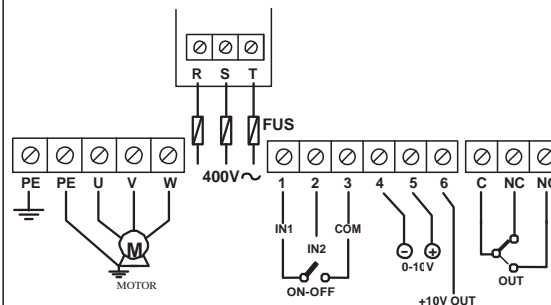 R S T
FUS
400V~
PE PE U V W
1 2 3 4 5 6
C NC
IN1 COM
IN2
ON-OFF
- +
0-10V
M
MOTOR
OUT
+10V OUT